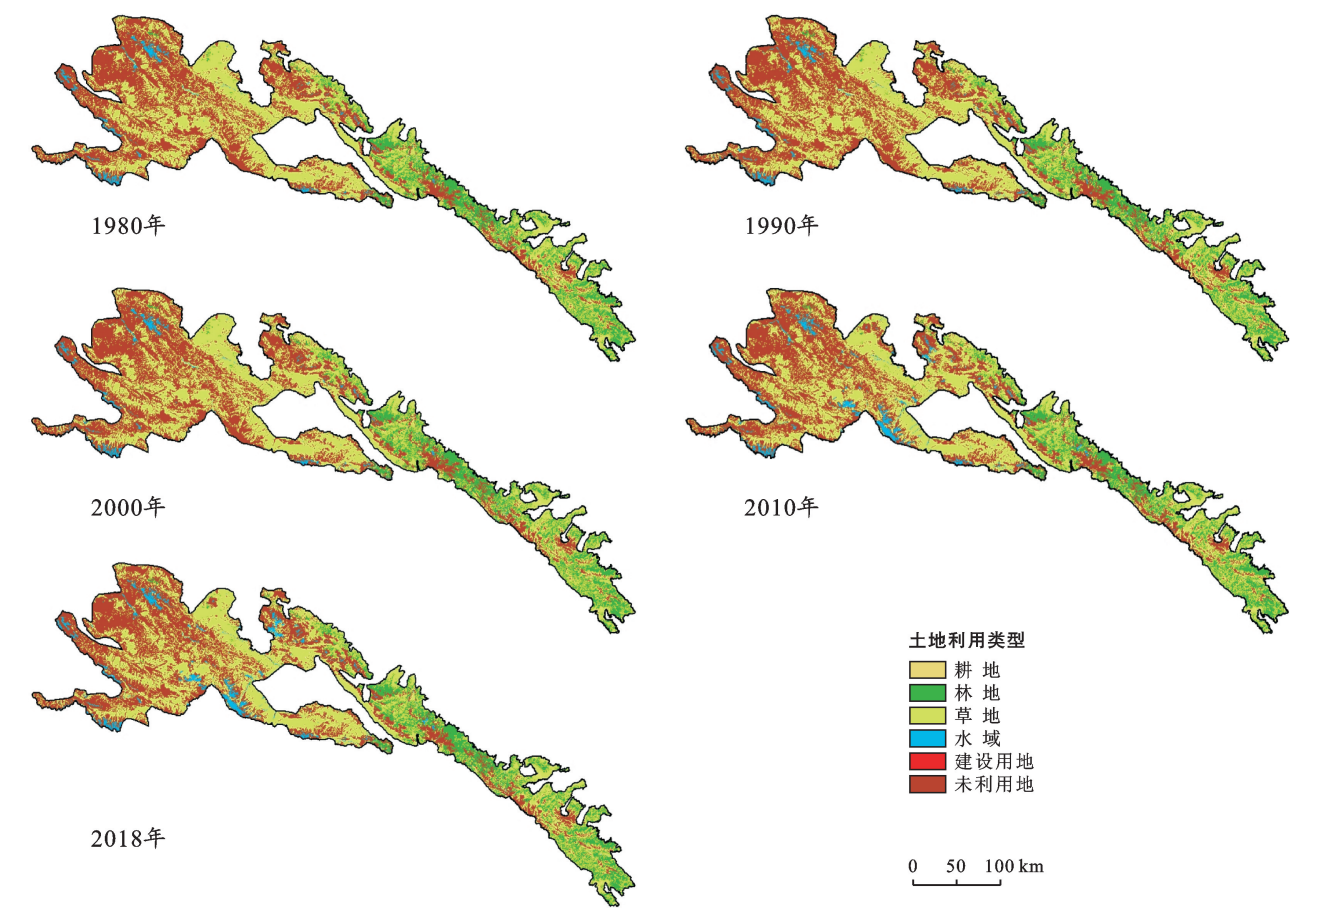 1980年
1990年
2000年
2010年
2018年
土地利用类型
耕 地
林 地
草 地
水 域
建设用地
未利用地
0 50 100 km